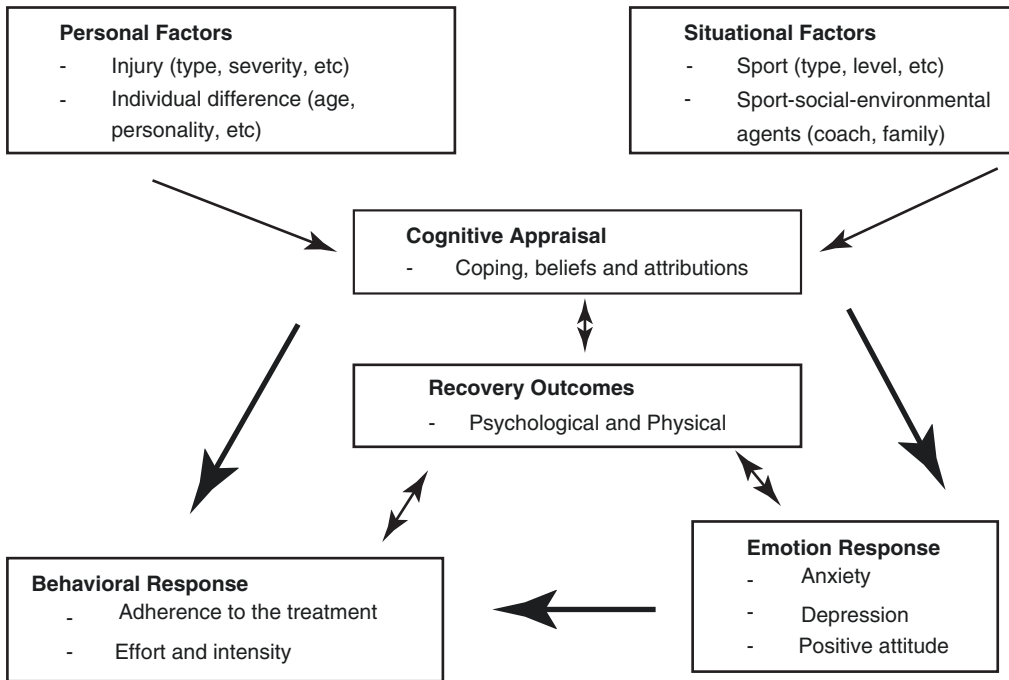 Personal Factors
- Injury (type, severity, etc)
- Individual difference (age,
personality, etc)
Situational Factors
- Sport (type, level, etc)
- Sport-social-environmental
agents (coach, family)
Cognitive Appraisal
- Coping, beliefs and attributions
Recovery Outcomes
- Psychological and Physical
Behavioral Response
- Adherence to the treatment
- Effort and intensity
Emotion Response
- Anxiety
- Depression
- Positive attitude